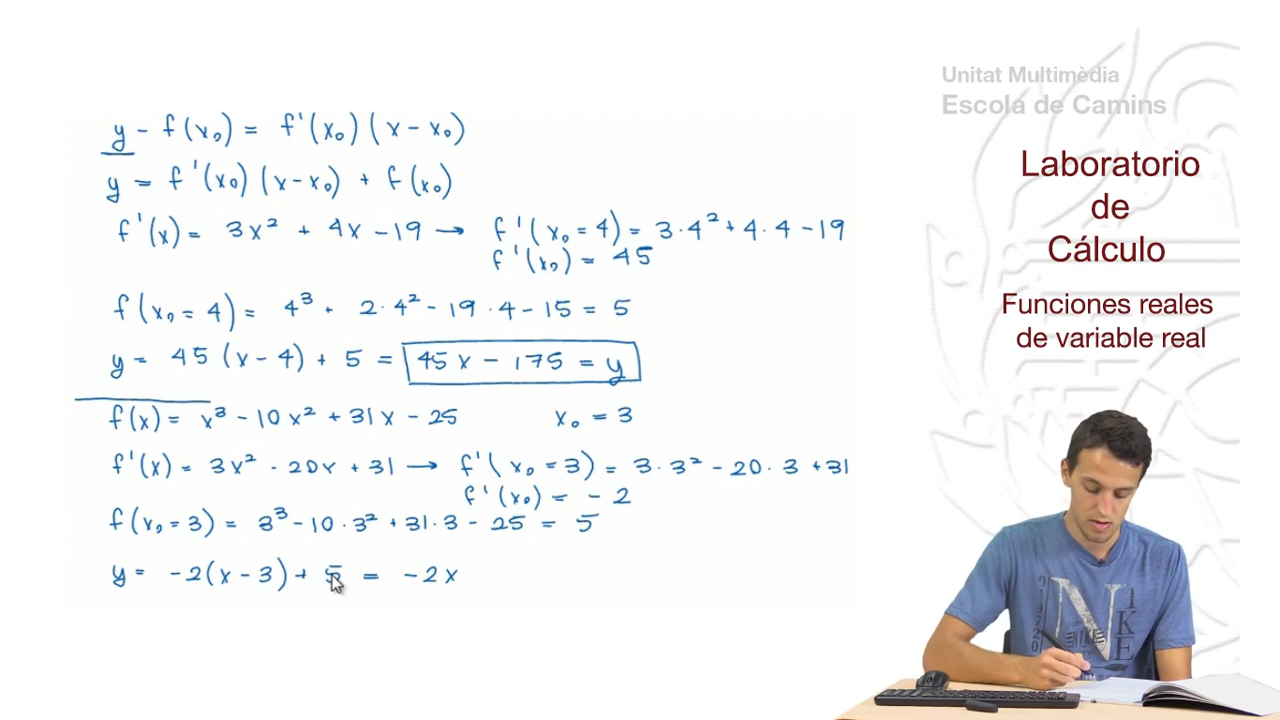 y - f(x₀) = f'(x₀)(x - x₀)
y = f'(x₀)(x-x₀) + f(x₀)
f'(x) = 3x² + 4x - 19 → f'(x₀ = 4) = 3·4² + 4·4 - 19
f'(x₀) = 45
f(x₀ = 4) = 4³ + 2·4² - 19·4 - 15 = 5
y = 45(x-4) + 5 = 45x - 175 = y
f(x) = x³ - 10x² + 31x - 25 x₀ = 3
f'(x) = 3x² - 20x + 31 → f'(x₀ = 3) = 3·3² - 20·3 + 31
f'(x₀) = -2
f(x₀ = 3) = 3³ - 10·3² + 31·3 - 25 = 5
y = -2(x-3) + 5 = -2x
Unitat Multimèdia
Escola de Camins
Laboratorio
de
Cálculo
Funciones reales
de variable real
N
IKE